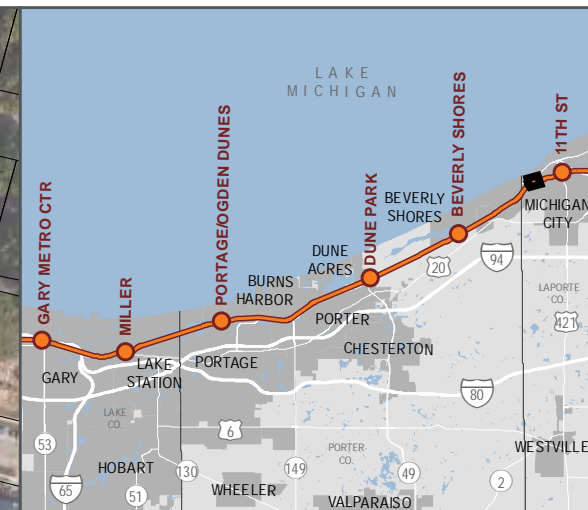 LAKE
MICHIGAN
GARY METRO CTR
MILLER
PORTAGE/OGDEN DUNES
DUNE PARK
BEVERLY SHORES
11TH ST
BEVERLY
SHORES
MICHIGAN
CITY
DUNE
ACRES
BURNS
HARBOR
20
94
LAPORTE
CO.
421
PORTER
CHESTERTON
LAKE
STATION
PORTAGE
GARY
80
LAKE
CO.
6
53
PORTER
CO.
WESTVILLE
HOBART
130
149
49
2
65
51
WHEELER
VALPARAISO